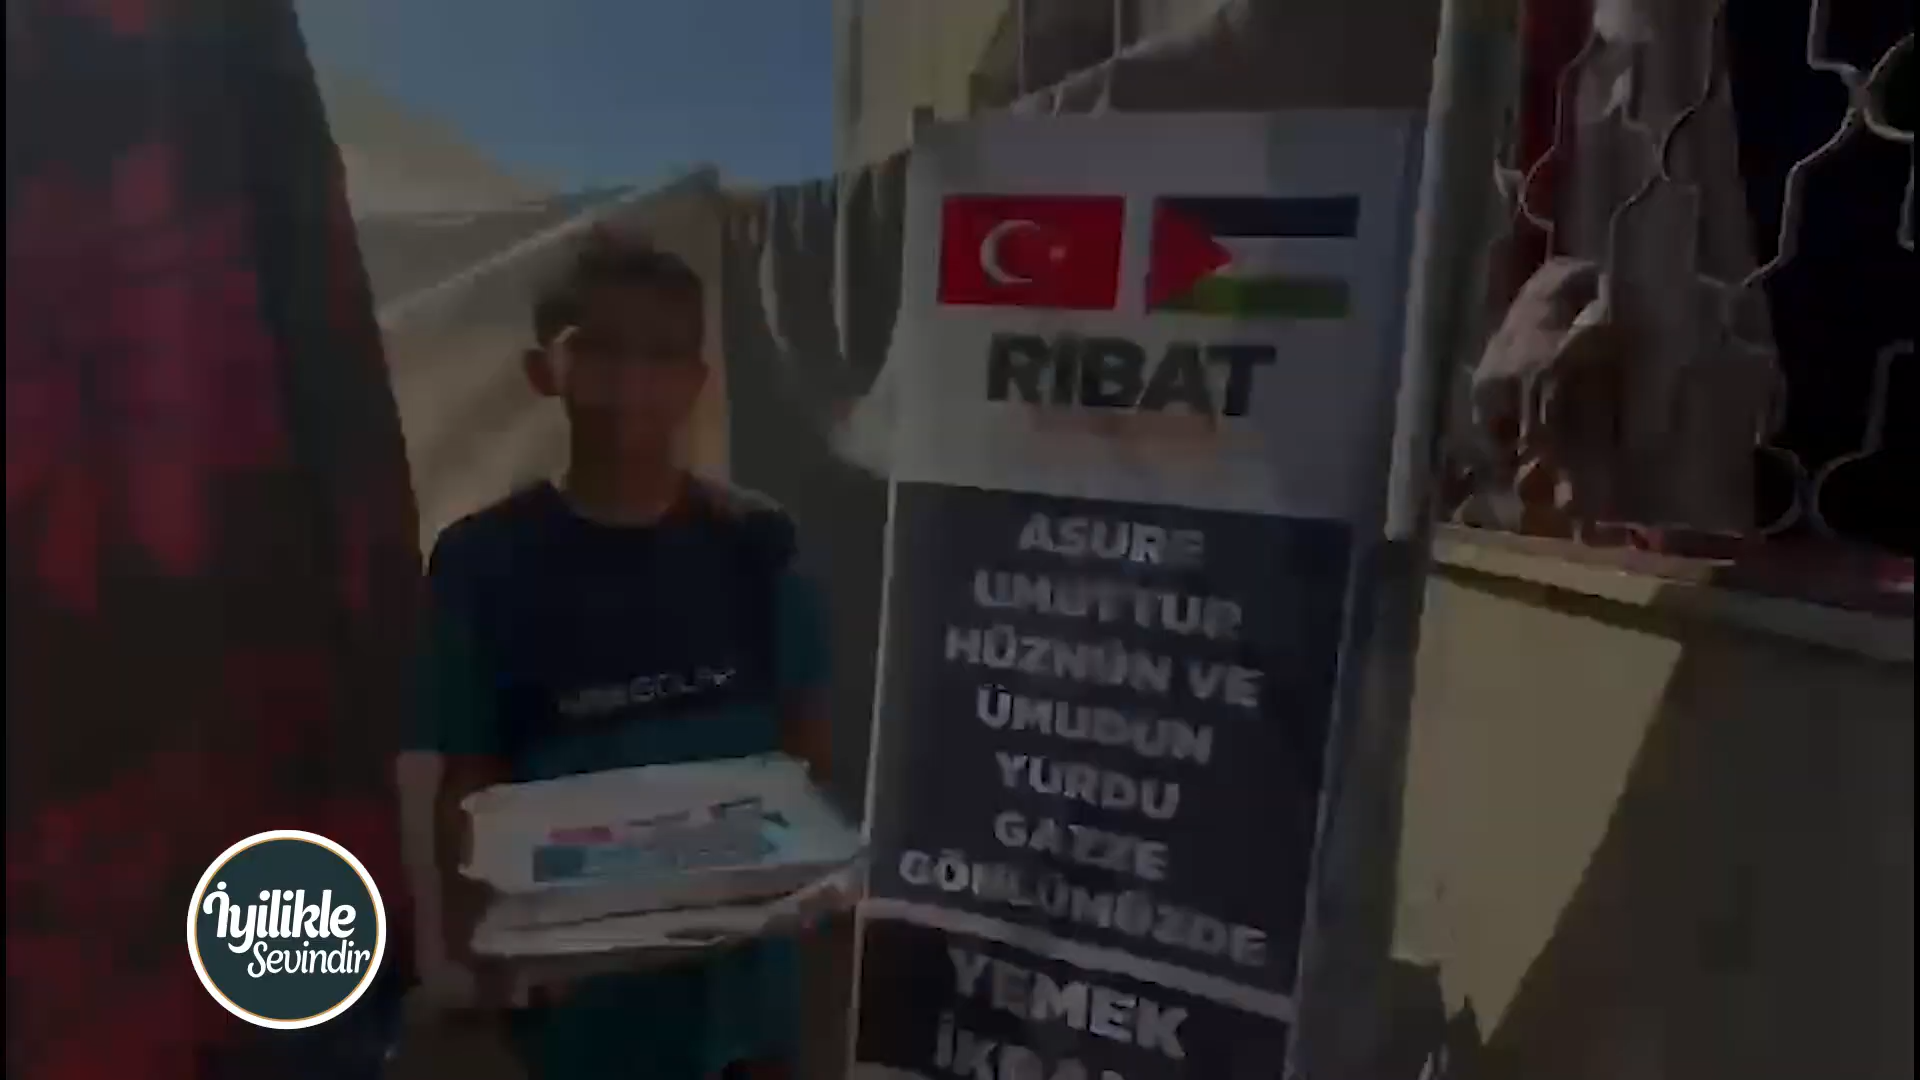 RİBAT
ASURE
UMUTTUR
HÜZNÜN VE
ÜMUDUN
YURDU
GAZZE
GÖNLÜMÜZDE
YEMEK
İyilikle
Sevindir